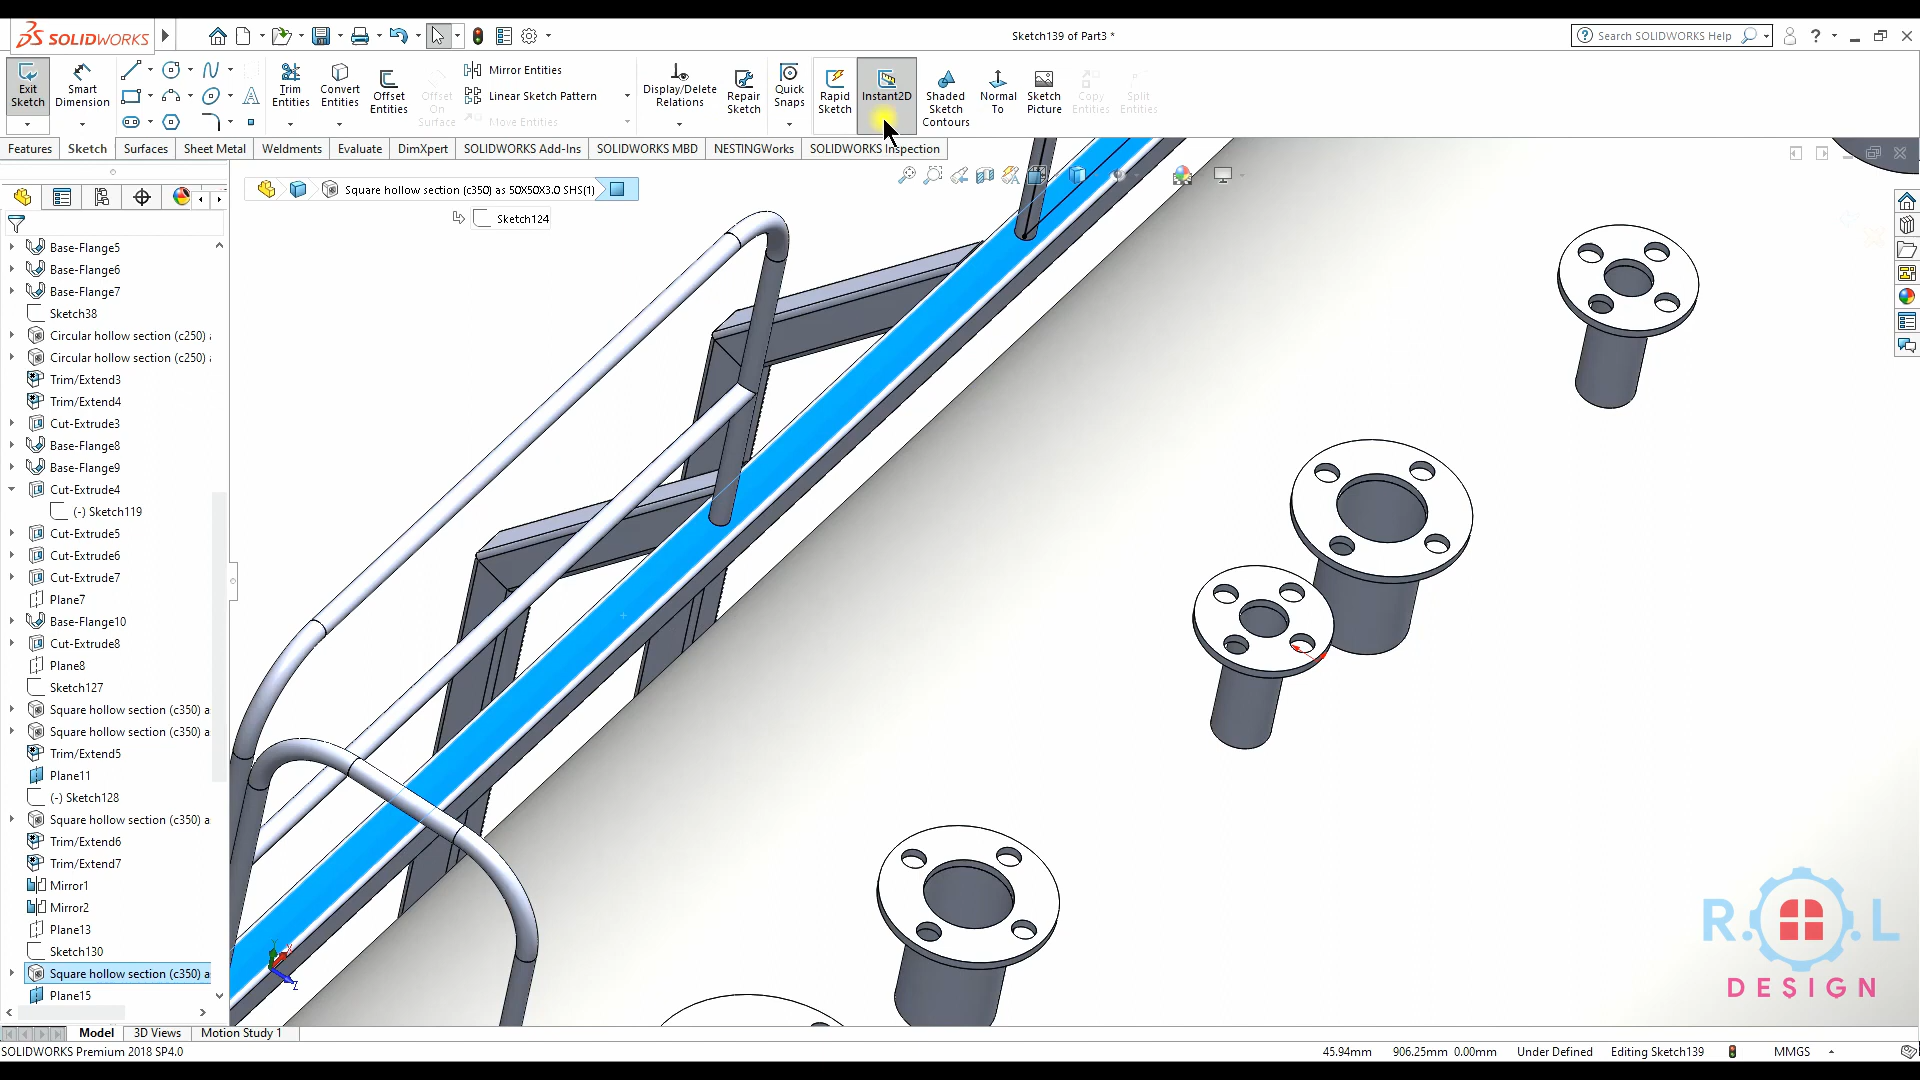 SOLIDWORKS
Sketch139 of Part3 *
Search SOLIDWORKS Help
Exit Sketch
Smart Dimension
Trim Entities
Convert Entities
Offset Entities
Offset On Surface
Mirror Entities
Linear Sketch Pattern
Move Entities
Display/Delete Relations
Repair Sketch
Quick Snaps
Rapid Sketch
Instant2D
Shaded Sketch Contours
Normal To
Sketch Picture
Copy Entities
Split Entities
Features
Sketch
Surfaces
Sheet Metal
Weldments
Evaluate
DimXpert
SOLIDWORKS Add-Ins
SOLIDWORKS MBD
NESTINGWorks
SOLIDWORKS Inspection
Square hollow section (c350) as 50X50X3.0 SHS(1)
Sketch124
Base-Flange5
Base-Flange6
Base-Flange7
Sketch38
Circular hollow section (c250) a
Circular hollow section (c250) a
Trim/Extend3
Trim/Extend4
Cut-Extrude3
Base-Flange8
Base-Flange9
Cut-Extrude4
(-) Sketch119
Cut-Extrude5
Cut-Extrude6
Cut-Extrude7
Plane7
Base-Flange10
Cut-Extrude8
Plane8
Sketch127
Square hollow section (c350) a
Square hollow section (c350) a
Trim/Extend5
Plane11
(-) Sketch128
Square hollow section (c350) a
Trim/Extend6
Trim/Extend7
Mirror1
Mirror2
Plane13
Sketch130
Square hollow section (c350) a
Plane15
Y
X
Z
R.O.L
DESIGN
Model
3D Views
Motion Study 1
SOLIDWORKS Premium 2018 SP4.0
45.94mm
906.25mm 0.00mm
Under Defined
Editing Sketch139
MMGS